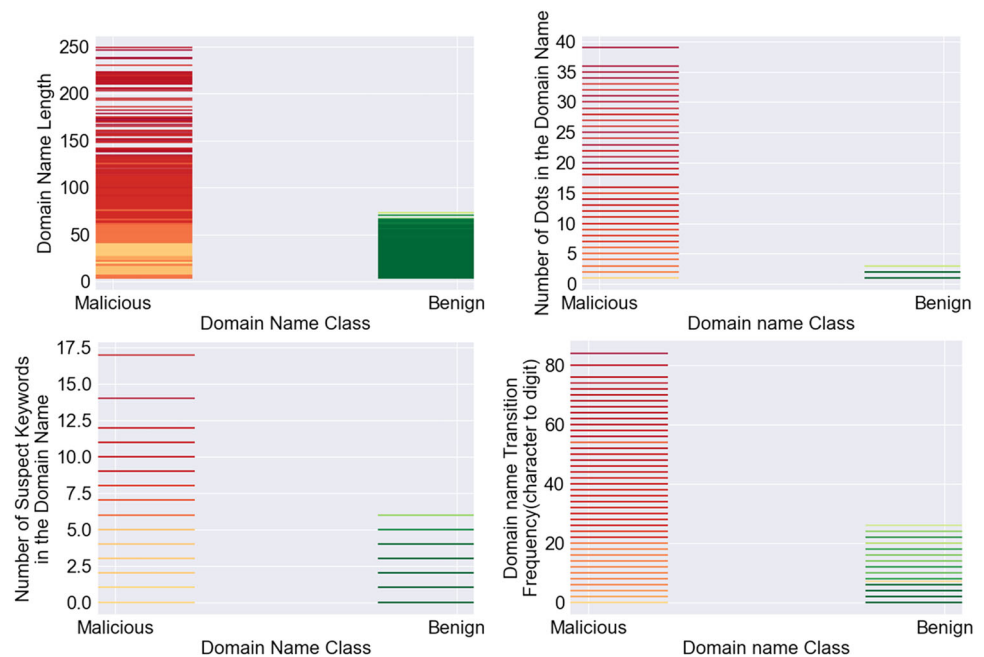 250
200
150
100
50
0
Domain Name Length
Malicious
Benign
Domain Name Class
40
35
30
25
20
15
10
5
0
Number of Dots in the Domain Name
Malicious
Benign
Domain name Class
17.5
15.0
12.5
10.0
7.5
5.0
2.5
0.0
Number of Suspect Keywords
in the Domain Name
Malicious
Benign
Domain Name Class
80
60
40
20
0
Domain name Transition
Frequency(character to digit)
Malicious
Benign
Domain name Class